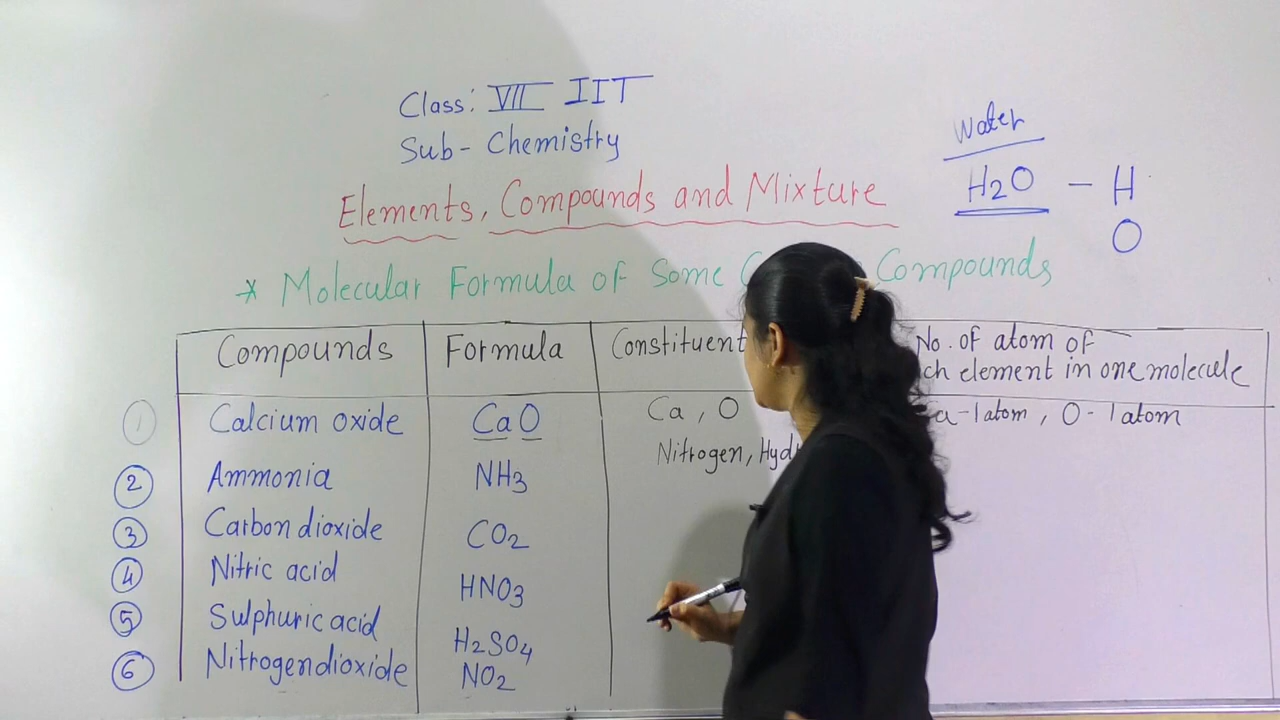 Class: VII IIT
Sub- Chemistry
Water
H2O - H
O
Elements, Compounds and Mixture
* Molecular Formula of Some Compounds
Compounds Formula Constituent No. of atom of
element in one molecule
1 Calcium oxide CaO Ca, O 1 atom, O- 1 atom
Nitrogen,
2 Ammonia NH3
3 Carbon dioxide CO2
4 Nitric acid HNO3
5 Sulphuric acid H2SO4
6 Nitrogendioxide NO2